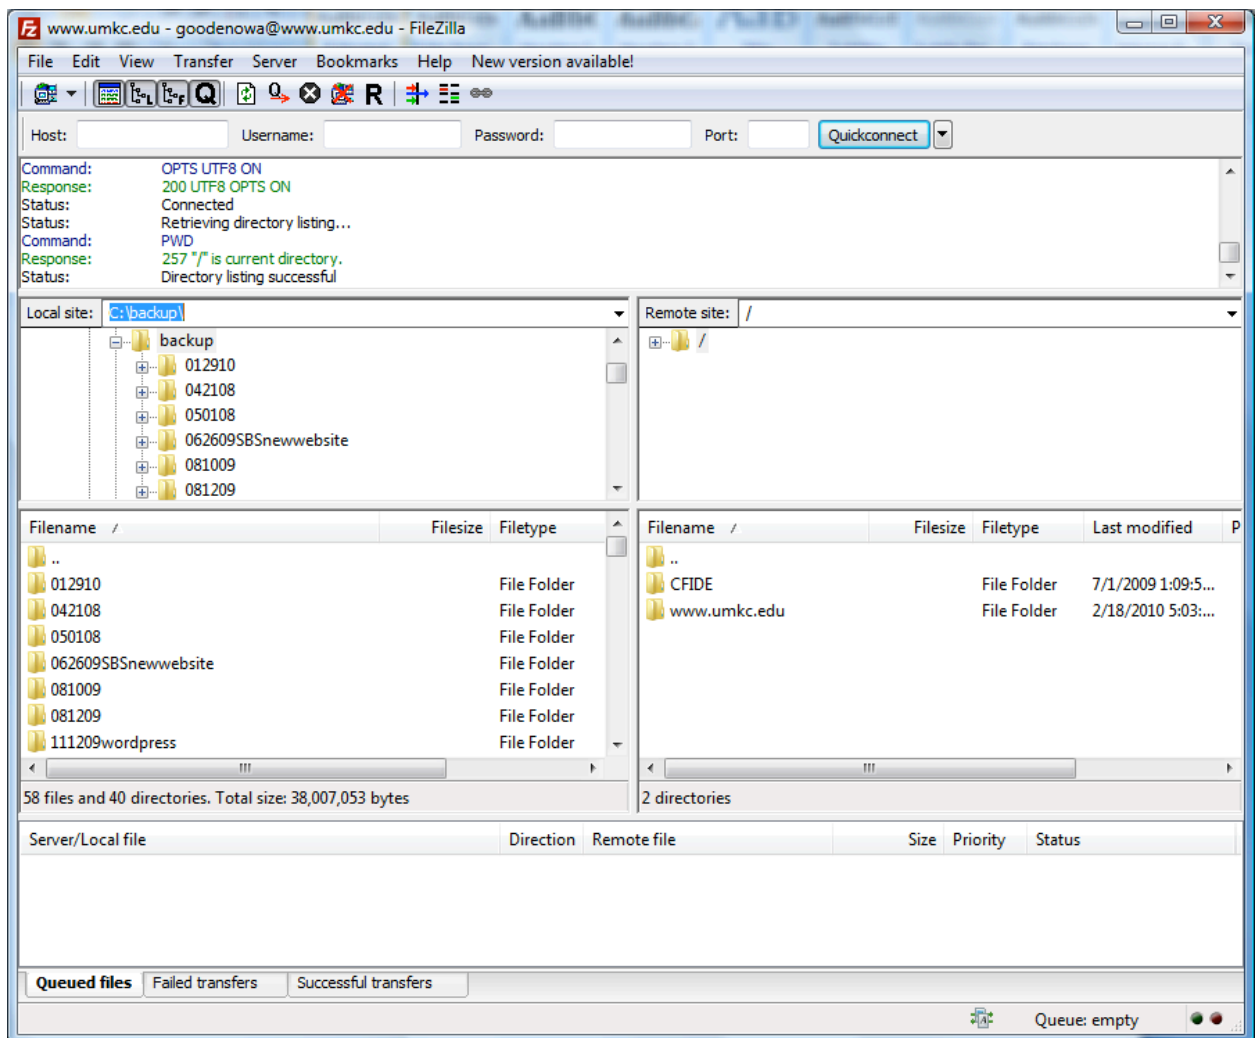 www.umkc.edu - goodenowa@www.umkc.edu - FileZilla
File Edit View Transfer Server Bookmarks Help New version available!
Host: Username: Password: Port: Quickconnect
Command: OPTS UTF8 ON
Response: 200 UTF8 OPTS ON
Status: Connected
Status: Retrieving directory listing...
Command: PWD
Response: 257 "/" is current directory.
Status: Directory listing successful
Local site: C:\backup\
backup
012910
042108
050108
062609SBSnewwebsite
081009
081209
Remote site: /
/
Filename / Filesize Filetype
..
012910 File Folder
042108 File Folder
050108 File Folder
062609SBSnewwebsite File Folder
081009 File Folder
081209 File Folder
111209wordpress File Folder
58 files and 40 directories. Total size: 38,007,053 bytes
Filename / Filesize Filetype Last modified P
..
CFIDE File Folder 7/1/2009 1:09:5...
www.umkc.edu File Folder 2/18/2010 5:03:...
2 directories
Server/Local file Direction Remote file Size Priority Status
Queued files Failed transfers Successful transfers
Queue: empty